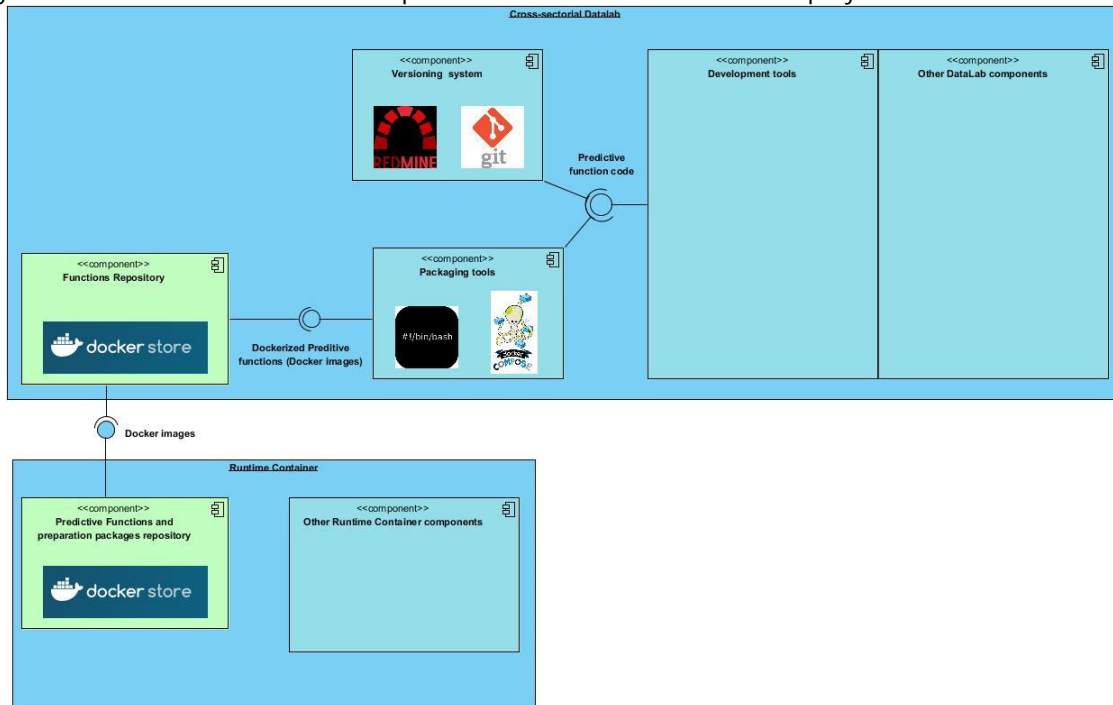 Cross-sectorial Datalab
<<component>>
Versioning system
REDMINE
git
<<component>>
Development tools
<<component>>
Other DataLab components
Predictive
function code
<<component>>
Functions Repository
docker store
Dockerized Preditive
functions (Docker images)
<<component>>
Packaging tools
#!/bin/bash
docker
COMPOSE
Docker images
Runtime Container
<<component>>
Predictive Functions and
preparation packages repository
docker store
<<component>>
Other Runtime Container components